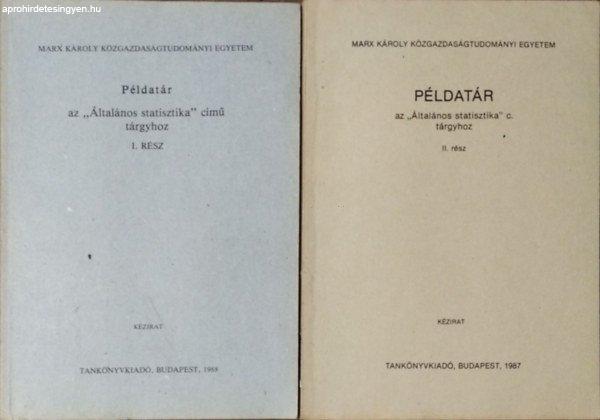 www.aprohirdetesingyen.hu
MARX KÁROLY KÖZGAZDASÁGTUDOMÁNYI EGYETEM
Példatár
az „Általános statisztika" című
tárgyhoz
I. RÉSZ
KÉZIRAT
TANKÖNYVKIADÓ, BUDAPEST, 1988
MARX KÁROLY KÖZGAZDASÁGTUDOMÁNYI EGYETEM
PÉLDATÁR
az „Általános statisztika" c.
tárgyhoz
II. rész
KÉZIRAT
TANKÖNYVKIADÓ, BUDAPEST, 1987